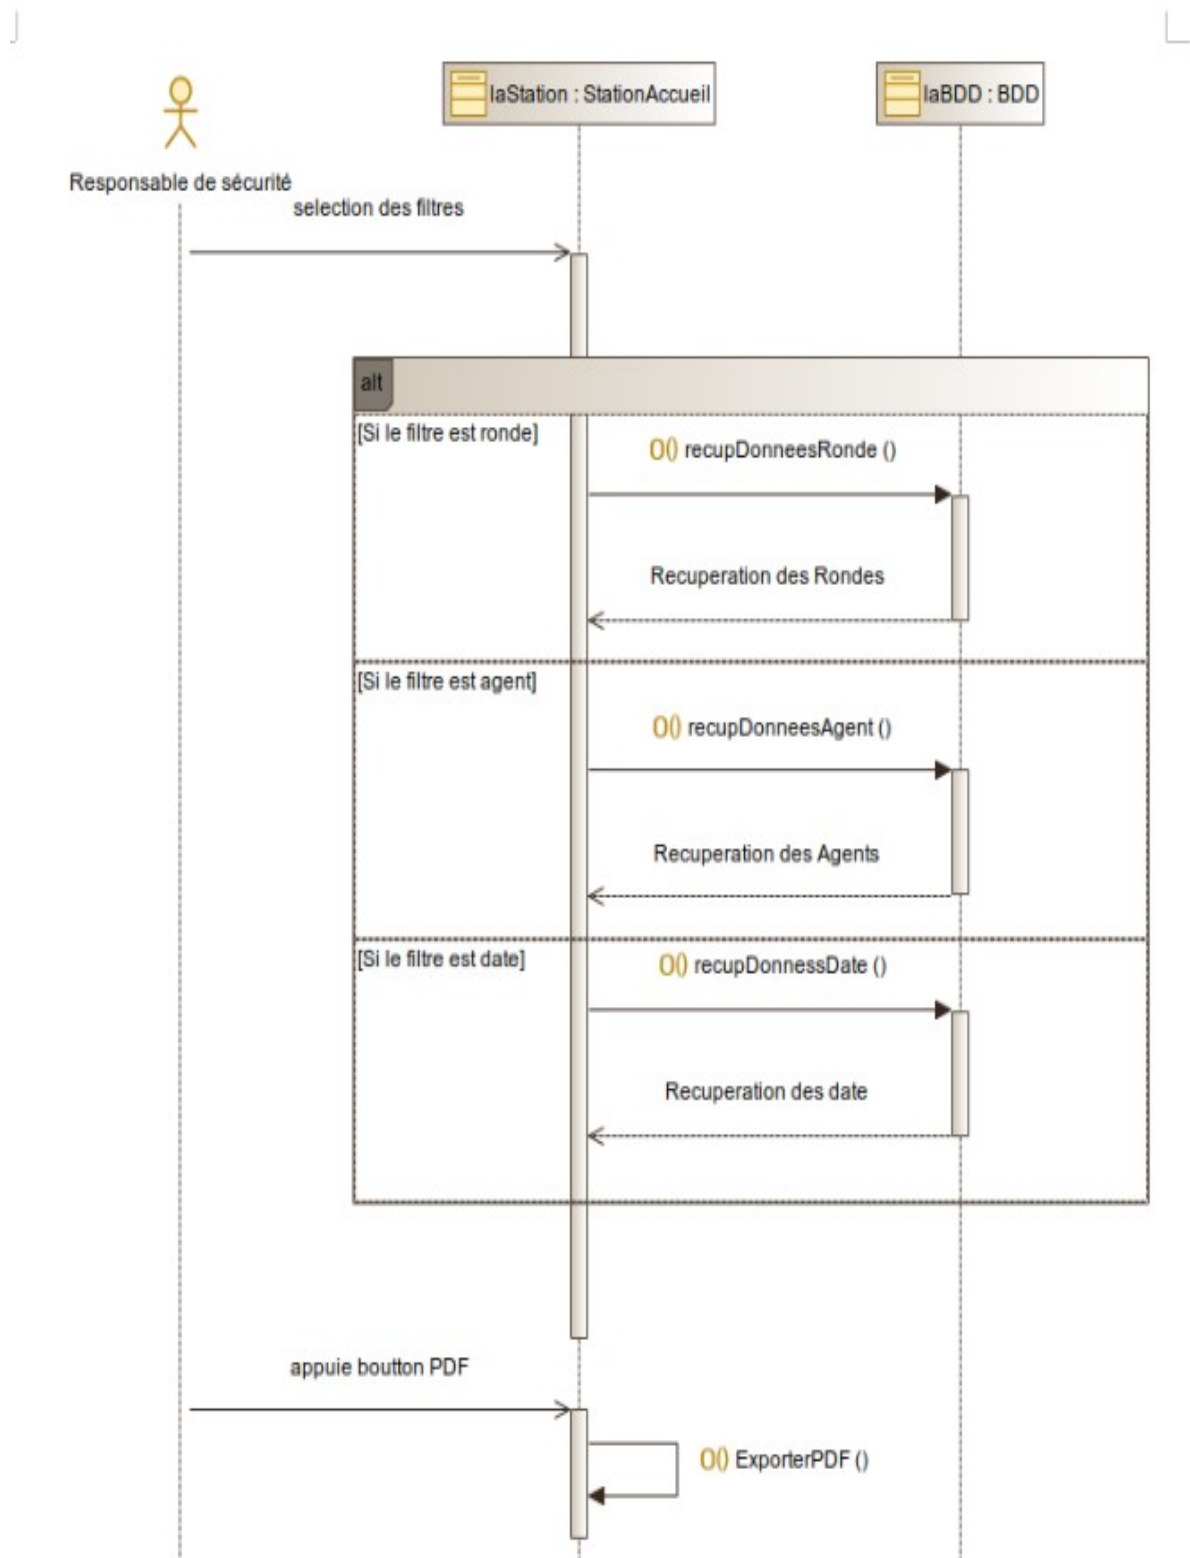 laStation : StationAccueil
laBDD : BDD
Responsable de sécurité
selection des filtres
alt
[Si le filtre est ronde]
O() recupDonneesRonde ()
Recuperation des Rondes
[Si le filtre est agent]
O() recupDonneesAgent ()
Recuperation des Agents
[Si le filtre est date]
O() recupDonnessDate ()
Recuperation des date
appuie boutton PDF
O() ExporterPDF ()